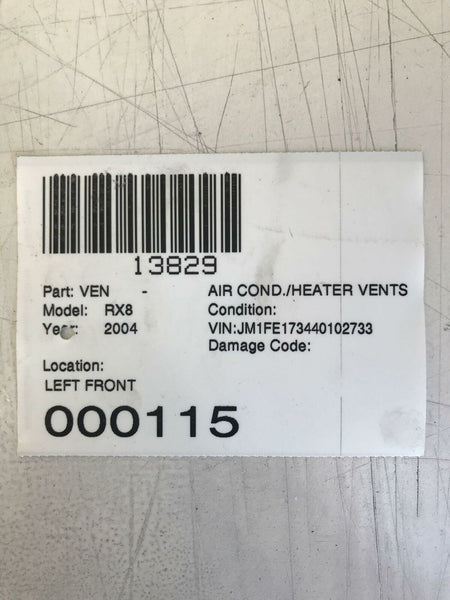 13829
Part: VEN - AIR COND./HEATER VENTS
Model: RX8 Condition:
Year: 2004 VIN:JM1FE173440102733
Damage Code:
Location:
LEFT FRONT
000115